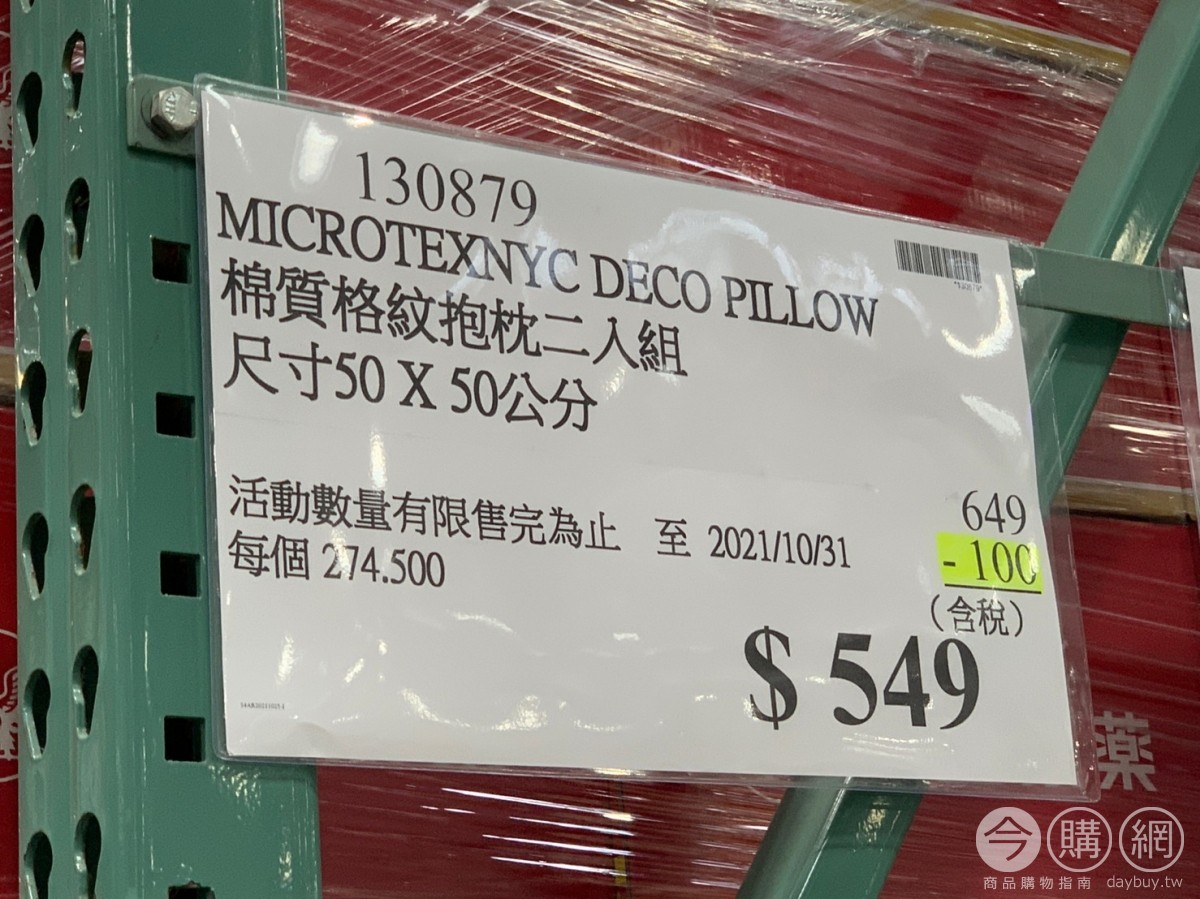 130879
MICROTEXNYC DECO PILLOW
棉質格紋抱枕二入組
尺寸50 X 50公分
活動數量有限售完為止 至 2021/10/31
每個 274.500
649
- 100
(含稅)
$ 549
薬
今購網
商品購物指南 daybuy.tw